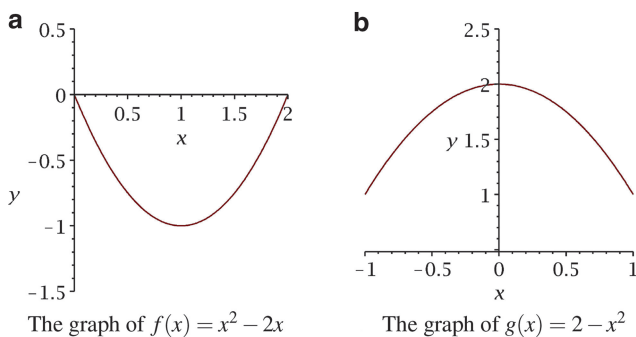 a
0.5
0
0.5 1 1.5 2
x
−0.5
y
−1
−1.5
The graph of f(x) = x² − 2x
b
2.5
2
y 1.5
1
−1 −0.5 0 0.5 1
x
The graph of g(x) = 2 − x²